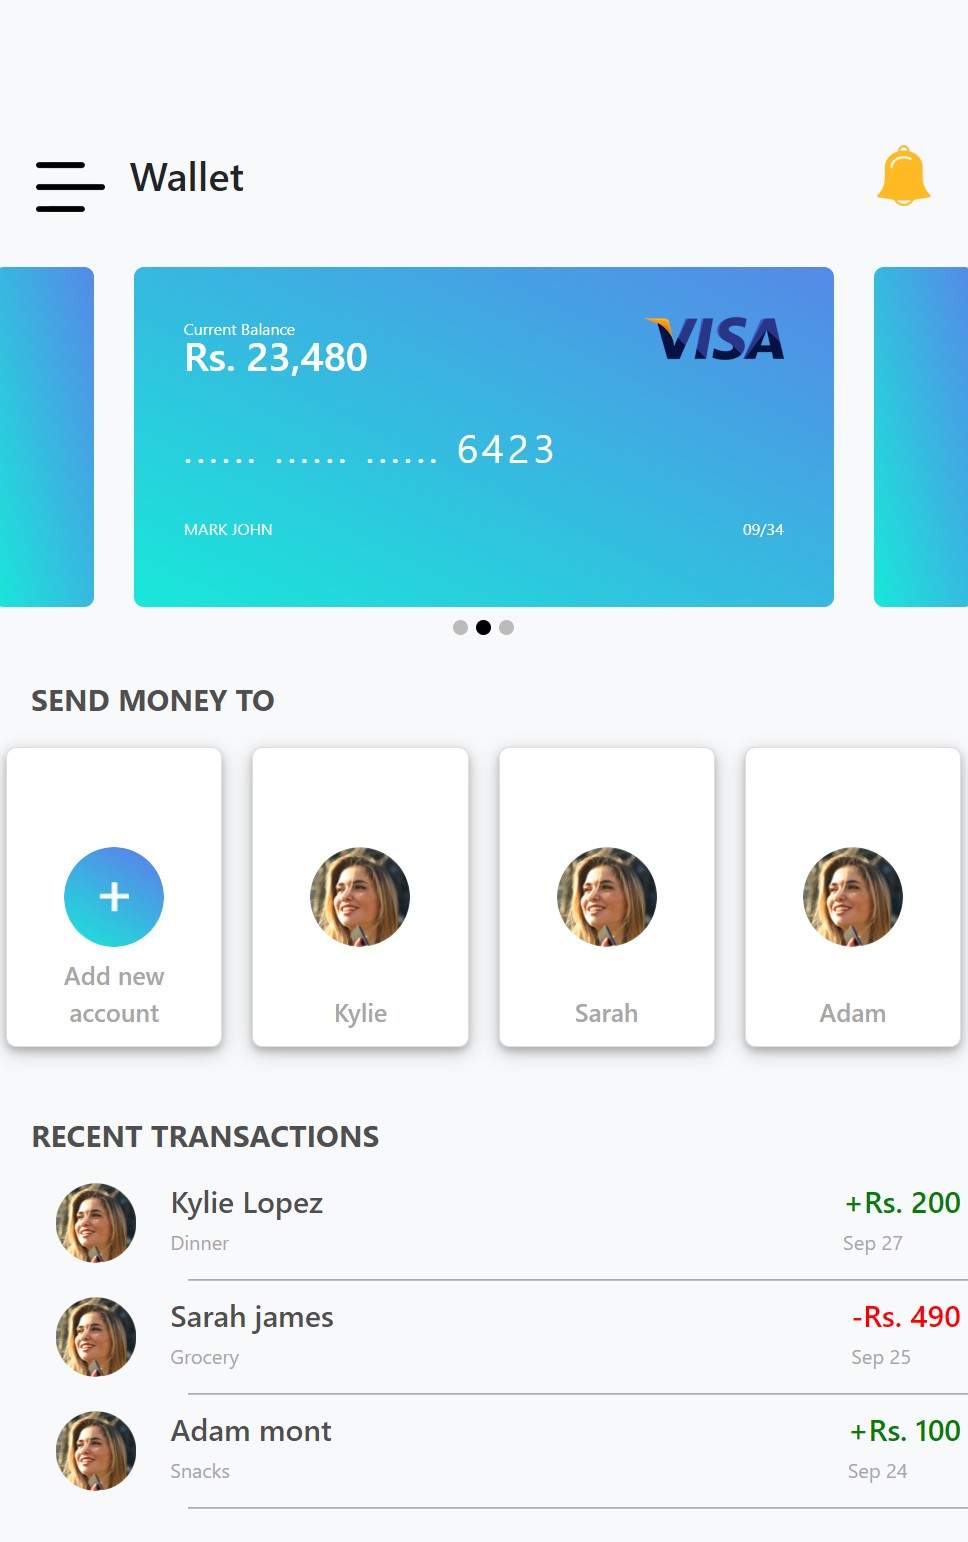 Wallet
Current Balance
VISA
Rs. 23,480
...... ...... ...... 6423
MARK JOHN 09/34
SEND MONEY TO
Add new
account
Kylie
Sarah
Adam
RECENT TRANSACTIONS
Kylie Lopez +Rs. 200
Dinner Sep 27
Sarah james -Rs. 490
Grocery Sep 25
Adam mont +Rs. 100
Snacks Sep 24